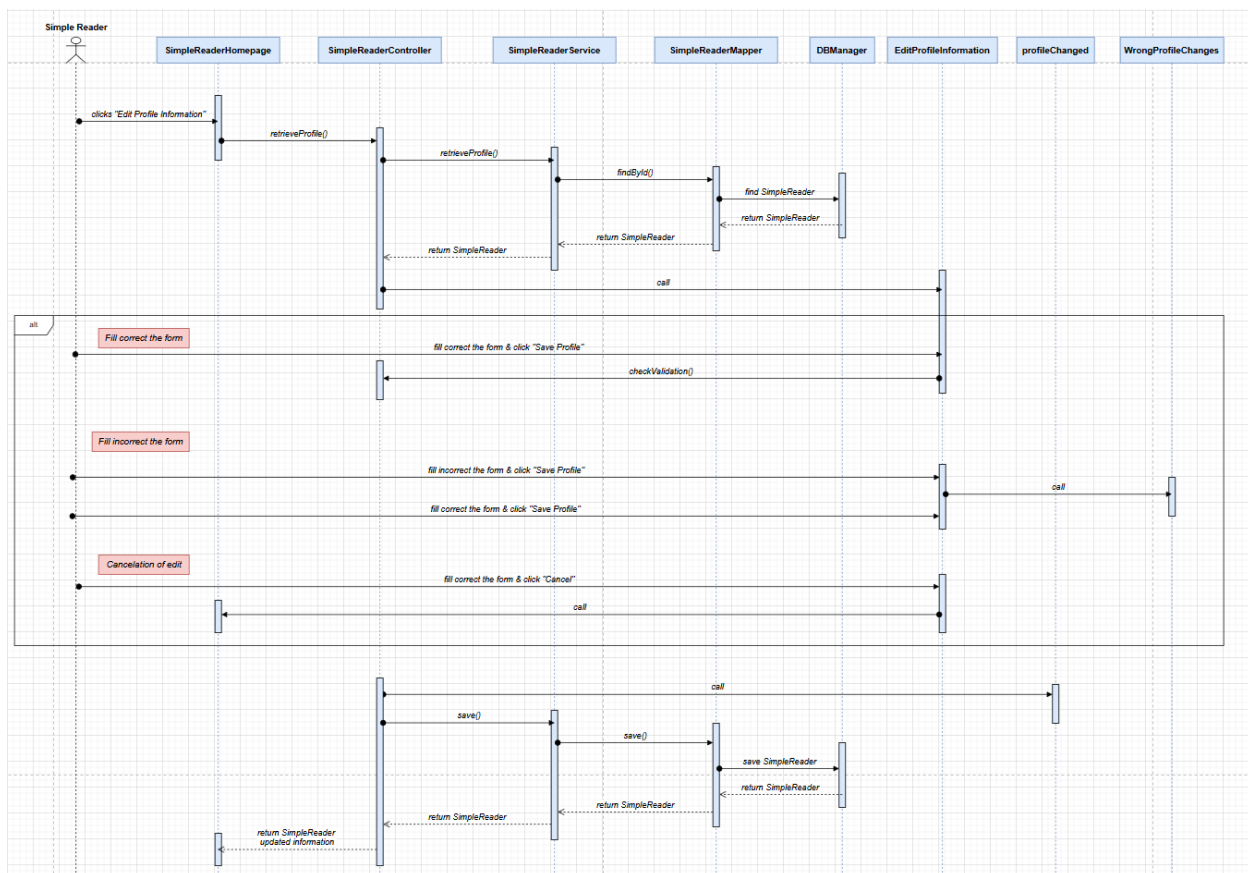 Simple Reader
SimpleReaderHomepage
SimpleReaderController
SimpleReaderService
SimpleReaderMapper
DBManager
EditProfileInformation
profileChanged
WrongProfileChanges
clicks "Edit Profile Information"
retrieveProfile()
retrieveProfile()
findById()
find SimpleReader
return SimpleReader
return SimpleReader
return SimpleReader
call
alt
Fill correct the form
fill correct the form & click "Save Profile"
checkValidation()
Fill incorrect the form
fill incorrect the form & click "Save Profile"
call
fill correct the form & click "Save Profile"
Cancelation of edit
fill correct the form & click "Cancel"
call
call
save()
save()
save SimpleReader
return SimpleReader
return SimpleReader
return SimpleReader
return SimpleReader
updated information